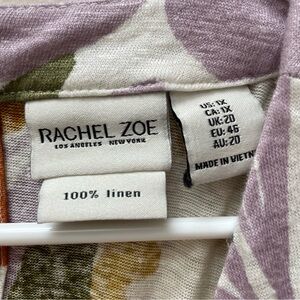 RACHEL ZOE
LOS ANGELES NEW YORK
100% linen
US: 1X
CA: 1X
UK: 20
EU: 46
AU: 20
MADE IN VIETN